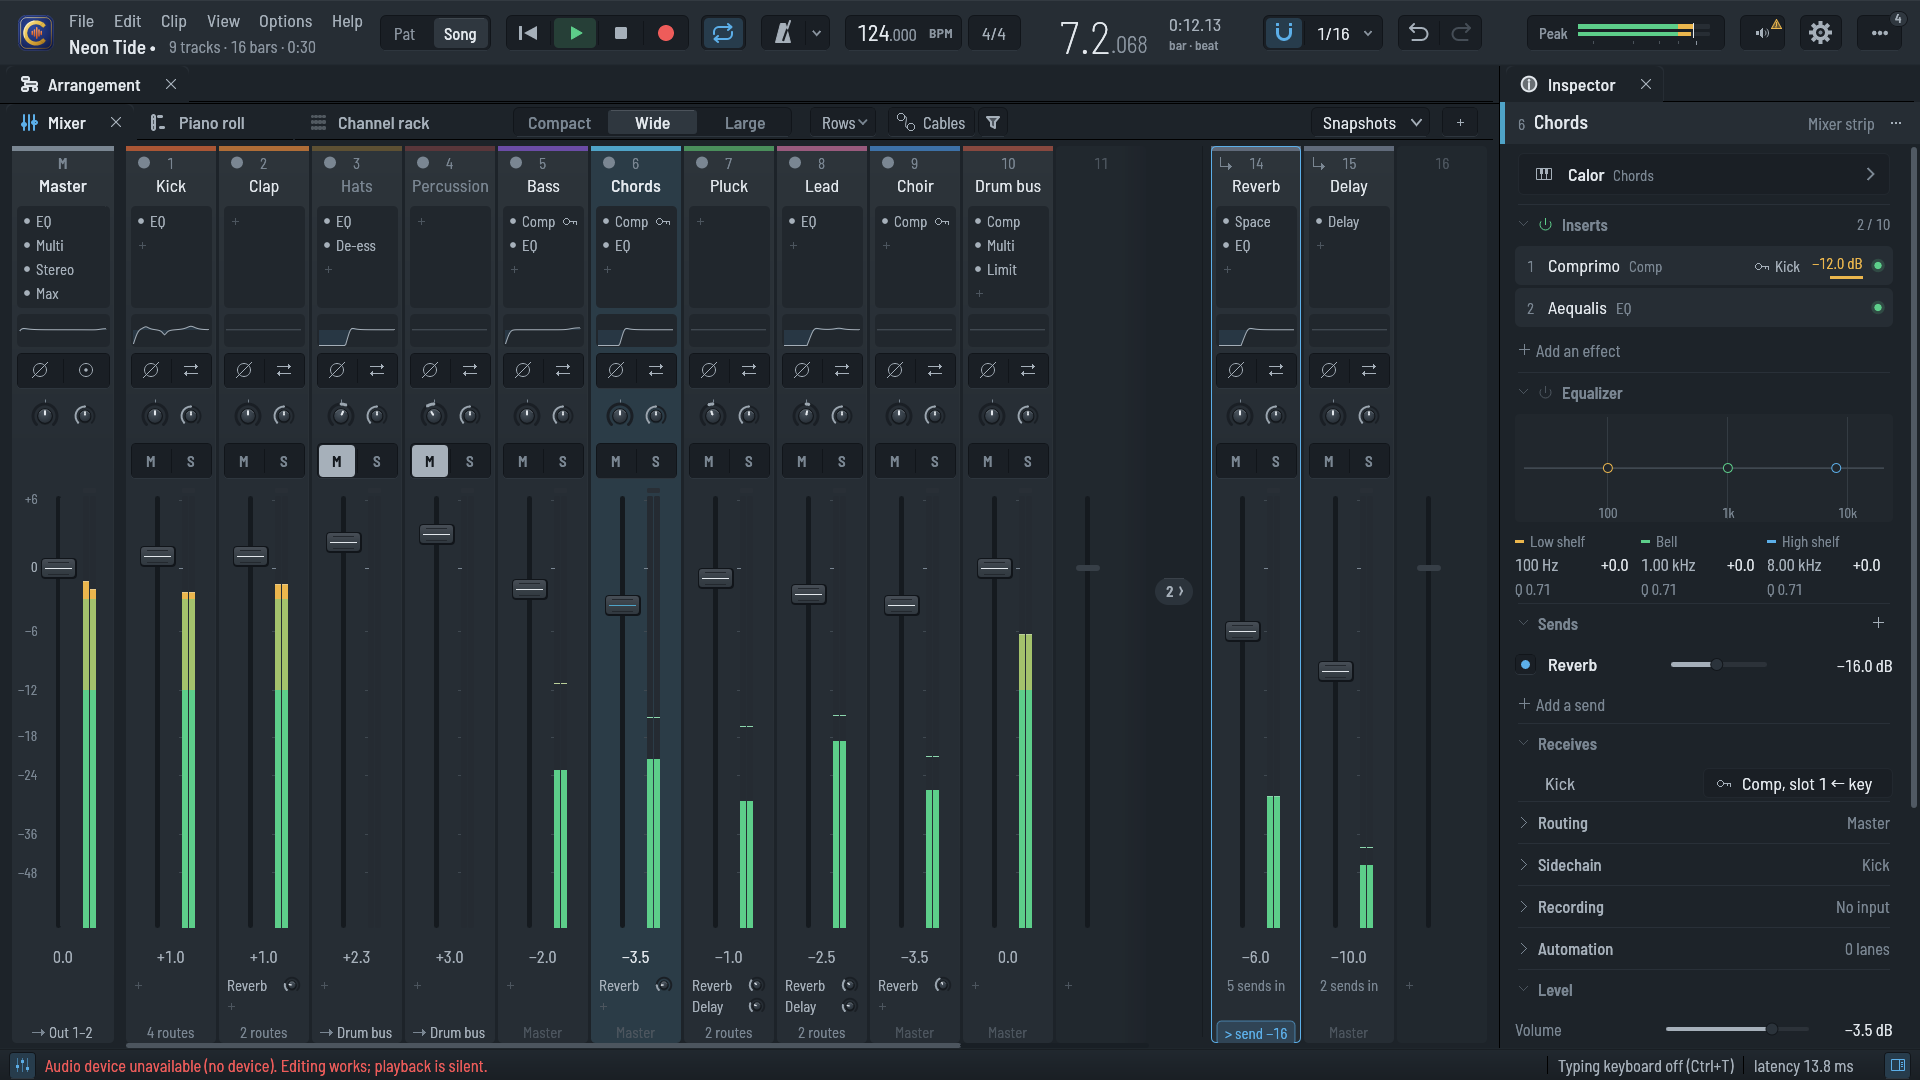 File Edit Clip View Options Help
Neon Tide • 9 tracks · 16 bars · 0:30
Pat Song
124.000 BPM 4/4
7.2.068 0:12.13
bar · beat
1/16
Peak
4
Arrangement
Mixer Piano roll Channel rack
Compact Wide Large Rows Cables
Snapshots +
M 1 2 3 4 5 6 7 8 9 10 11 14 15 16
Master Kick Clap Hats Percussion Bass Chords Pluck Lead Choir Drum bus Reverb Delay
EQ EQ + EQ + Comp Comp + EQ Comp Comp Space Delay
Multi + De-ess EQ EQ + + Multi EQ +
Stereo + + + Limit +
Max +
M S M S M S M S M S M S M S M S M S M S M S M S
+6
0
−6
−12
−18
−24
−36
−48
2
0.0 +1.0 +1.0 +2.3 +3.0 −2.0 −3.5 −1.0 −2.5 −3.5 0.0 −6.0 −10.0
+ Reverb + + + Reverb Reverb Reverb Reverb + + 5 sends in 2 sends in +
+ + Delay Delay +
→ Out 1–2 4 routes 2 routes → Drum bus → Drum bus Master Master 2 routes 2 routes Master Master > send −16 Master
Inspector
6 Chords Mixer strip ···
Calor Chords
Inserts 2 / 10
1 Comprimo Comp Kick −12.0 dB
2 Aequalis EQ
+ Add an effect
Equalizer
100 1k 10k
Low shelf Bell High shelf
100 Hz +0.0 1.00 kHz +0.0 8.00 kHz +0.0
Q 0.71 Q 0.71 Q 0.71
Sends +
Reverb −16.0 dB
+ Add a send
Receives
Kick Comp, slot 1 ← key
Routing Master
Sidechain Kick
Recording No input
Automation 0 lanes
Level
Volume −3.5 dB
Audio device unavailable (no device). Editing works; playback is silent.
Typing keyboard off (Ctrl+T) latency 13.8 ms